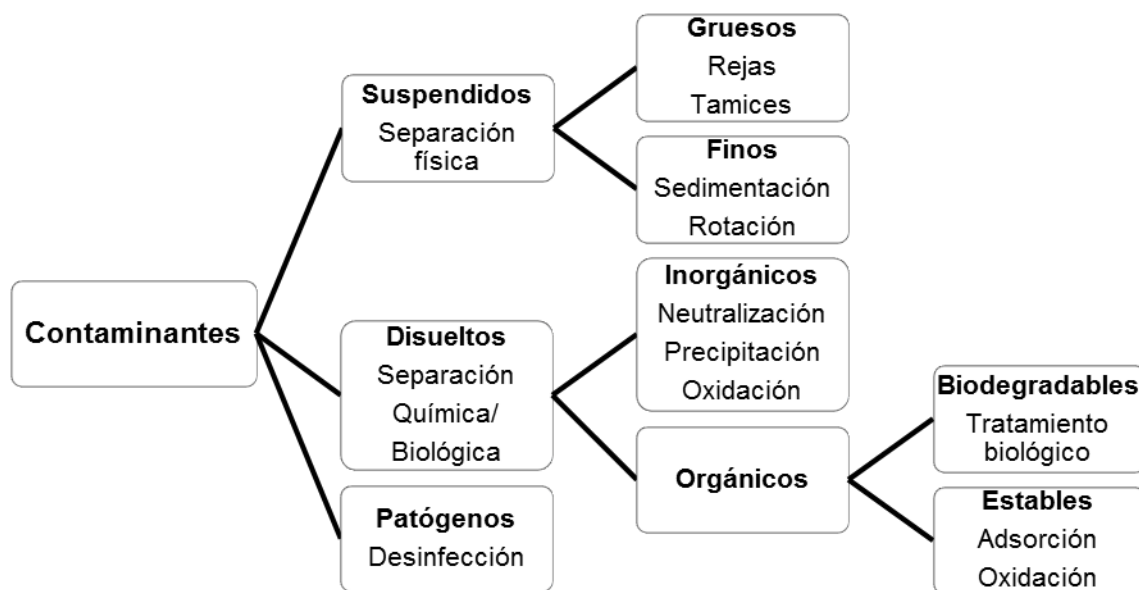 Contaminantes
Suspendidos
Separación
física
Gruesos
Rejas
Tamices
Finos
Sedimentación
Rotación
Disueltos
Separación
Química/
Biológica
Inorgánicos
Neutralización
Precipitación
Oxidación
Orgánicos
Biodegradables
Tratamiento
biológico
Estables
Adsorción
Oxidación
Patógenos
Desinfección